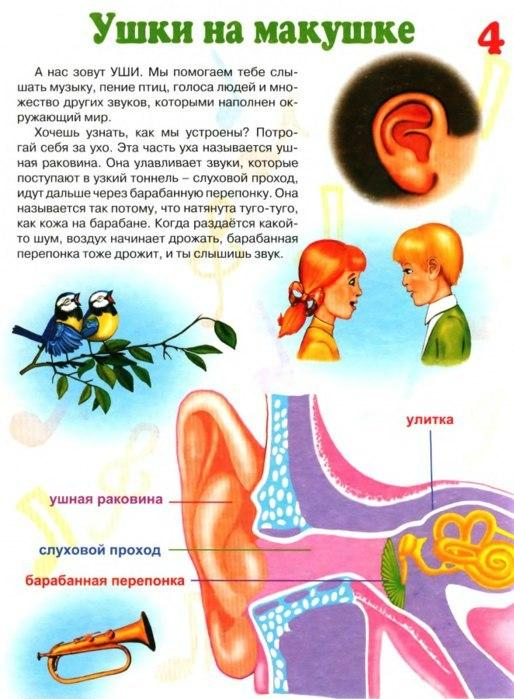 Ушки на макушке
4
А нас зовут УШИ. Мы помогаем тебе слы-
шать музыку, пение птиц, голоса людей и мно-
жество других звуков, которыми наполнен ок-
ружающий мир.
Хочешь узнать, как мы устроены? Потро-
гай себя за ухо. Эта часть уха называется уш-
ная раковина. Она улавливает звуки, которые
поступают в узкий тоннель – слуховой проход,
идут дальше через барабанную перепонку. Она
называется так потому, что натянута туго-туго,
как кожа на барабане. Когда раздаётся какой-
то шум, воздух начинает дрожать, барабанная
перепонка тоже дрожит, и ты слышишь звук.
улитка
ушная раковина
слуховой проход
барабанная перепонка